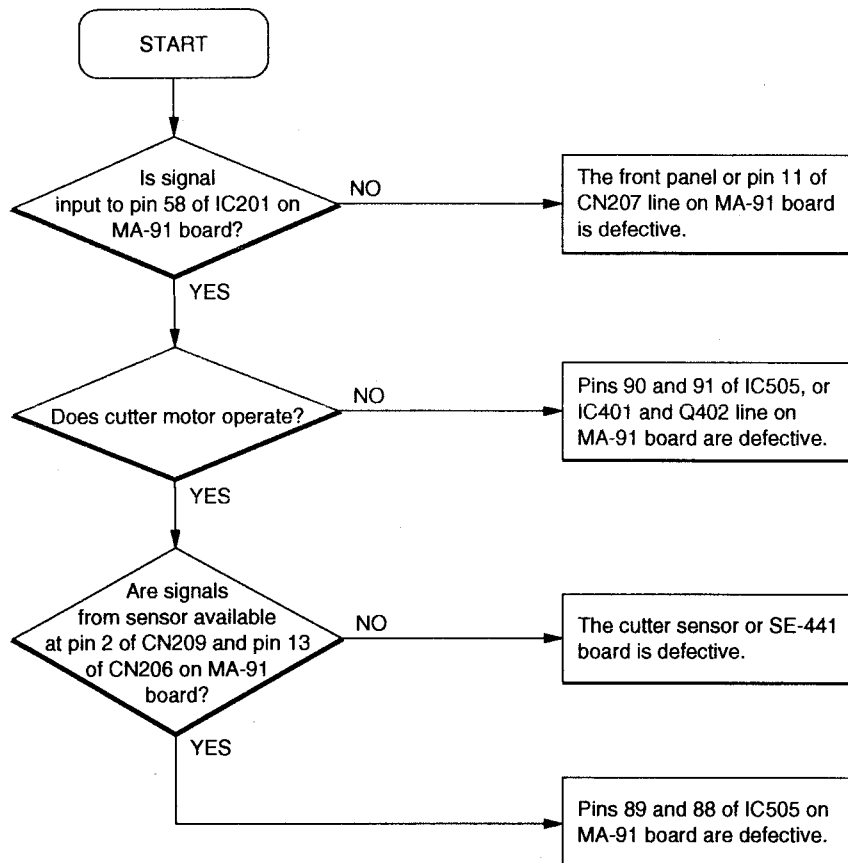 START
Is signal
input to pin 58 of IC201 on
MA-91 board?
NO
The front panel or pin 11 of
CN207 line on MA-91 board
is defective.
YES
Does cutter motor operate?
NO
Pins 90 and 91 of IC505, or
IC401 and Q402 line on
MA-91 board are defective.
YES
Are signals
from sensor available
at pin 2 of CN209 and pin 13
of CN206 on MA-91
board?
NO
The cutter sensor or SE-441
board is defective.
YES
Pins 89 and 88 of IC505 on
MA-91 board are defective.